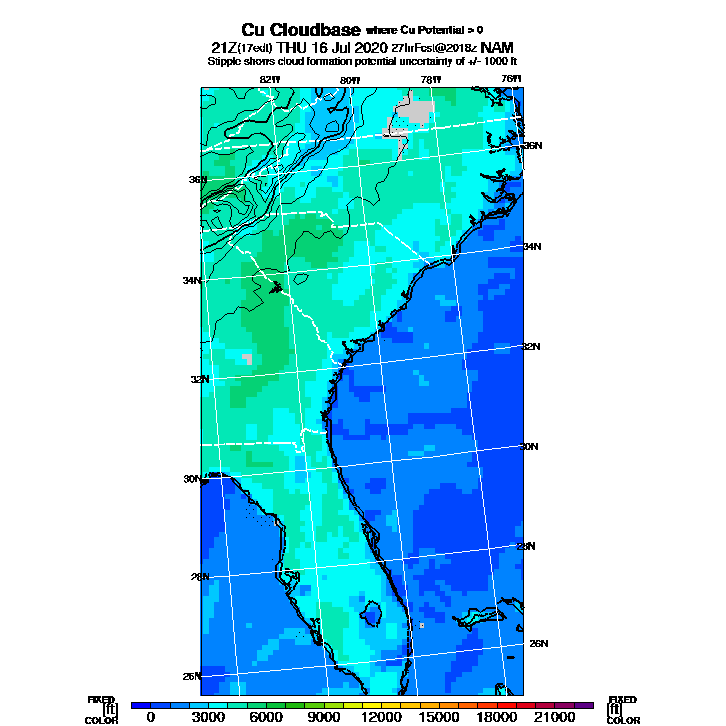 Cu Cloudbase where Cu Potential > 0
21Z(17edt) THU 16 Jul 2020 27hrFcst@2018z NAM
Stipple shows cloud formation potential uncertainty of +/- 1000 ft
82W 80W 78W 76W
36N
36N
34N
34N
32N
32N
30N
30N
28N
28N
26N
26N
FIXED FIXED
[ft] [ft]
COLOR 0 3000 6000 9000 12000 15000 18000 21000 COLOR